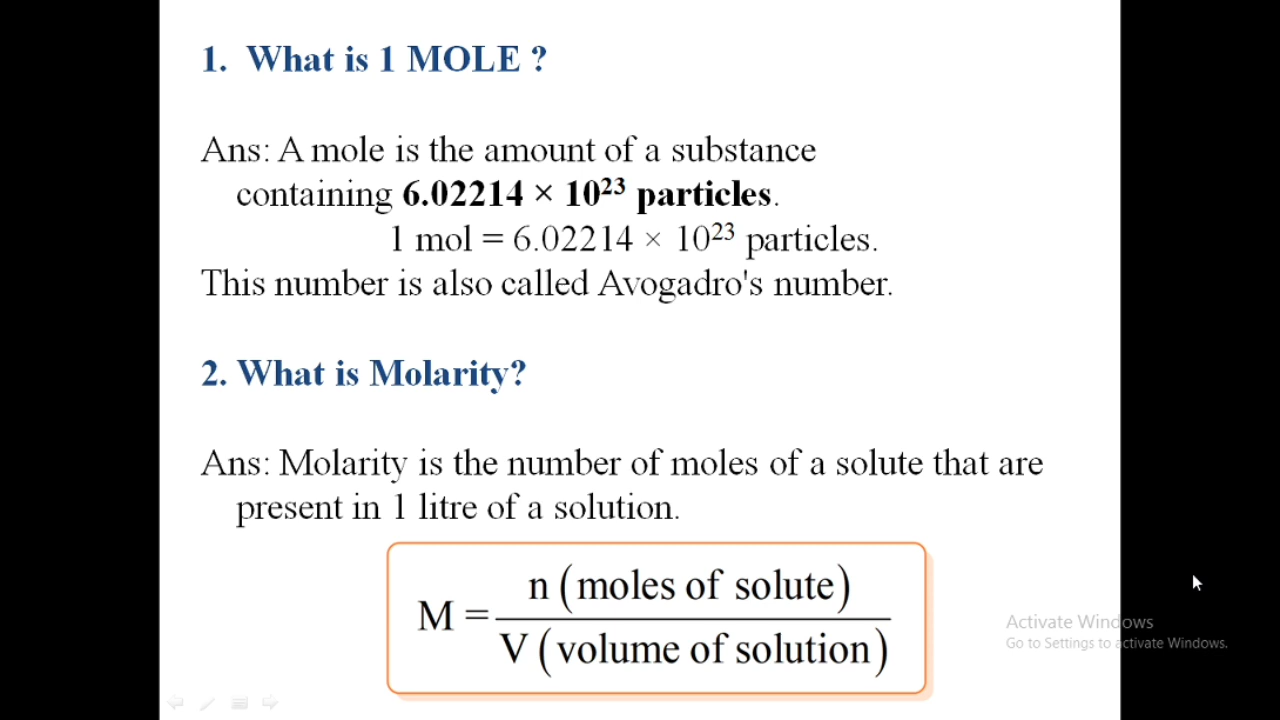 1. What is 1 MOLE ?
Ans: A mole is the amount of a substance
containing 6.02214 × 10²³ particles.
1 mol = 6.02214 × 10²³ particles.
This number is also called Avogadro's number.
2. What is Molarity?
Ans: Molarity is the number of moles of a solute that are
present in 1 litre of a solution.
n (moles of solute)
M =
V (volume of solution)
Activate Windows
Go to Settings to activate Windows.